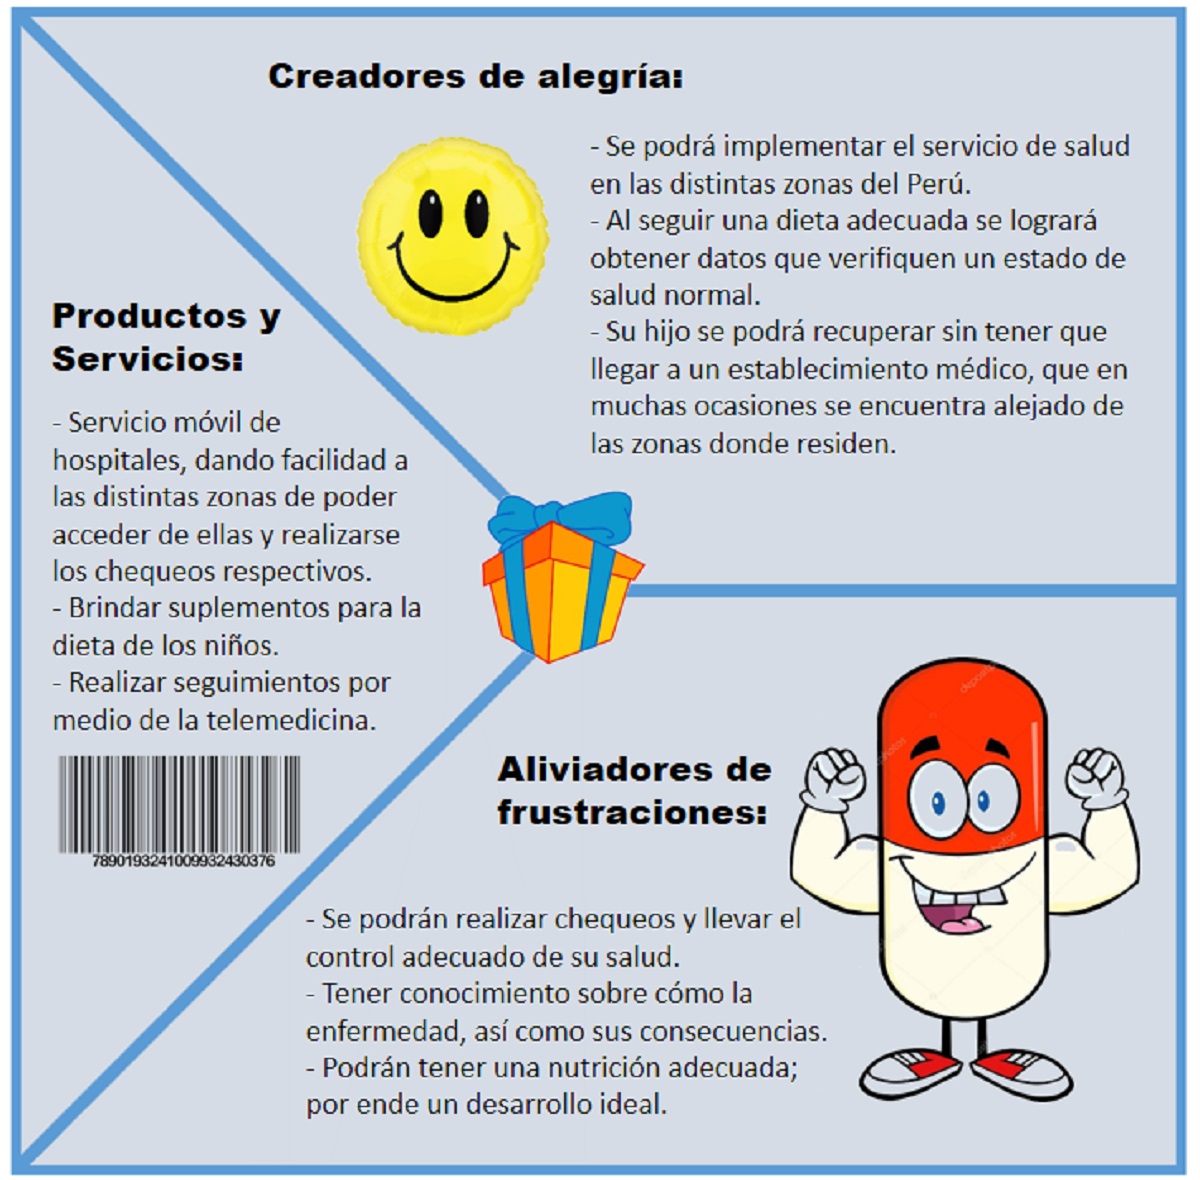 Creadores de alegría:
- Se podrá implementar el servicio de salud
en las distintas zonas del Perú.
- Al seguir una dieta adecuada se logrará
obtener datos que verifiquen un estado de
salud normal.
- Su hijo se podrá recuperar sin tener que
llegar a un establecimiento médico, que en
muchas ocasiones se encuentra alejado de
las zonas donde residen.
Productos y
Servicios:
- Servicio móvil de
hospitales, dando facilidad a
las distintas zonas de poder
acceder de ellas y realizarse
los chequeos respectivos.
- Brindar suplementos para la
dieta de los niños.
- Realizar seguimientos por
medio de la telemedicina.
7890193241009932430376
Aliviadores de
frustraciones:
- Se podrán realizar chequeos y llevar el
control adecuado de su salud.
- Tener conocimiento sobre cómo la
enfermedad, así como sus consecuencias.
- Podrán tener una nutrición adecuada;
por ende un desarrollo ideal.